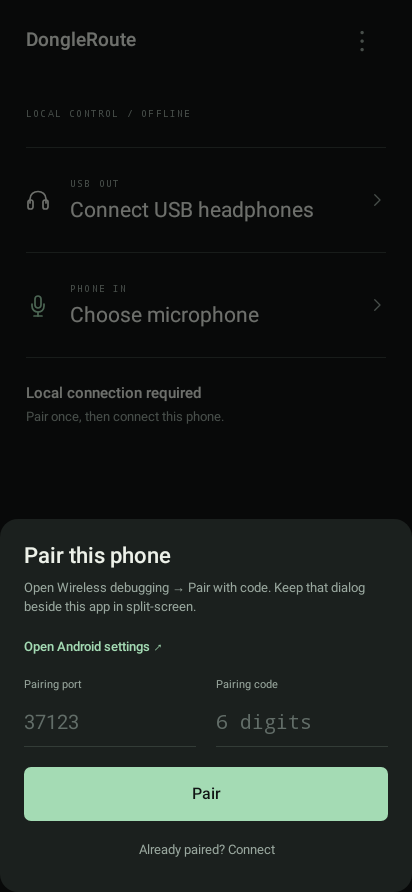 DongleRoute
LOCAL CONTROL / OFFLINE
USB OUT
Connect USB headphones
PHONE IN
Choose microphone
Local connection required
Pair once, then connect this phone.
Pair this phone
Open Wireless debugging → Pair with code. Keep that dialog
beside this app in split-screen.
Open Android settings ↗
Pairing port
Pairing code
37123
6 digits
Pair
Already paired? Connect